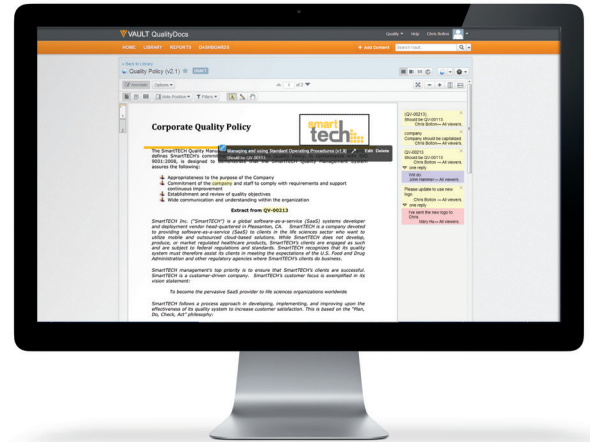 VAULT QualityDocs
Quality Help Chris Bolton
HOME LIBRARY REPORTS DASHBOARDS
+ Add Content Search Vault
Back to Library
Quality Policy (v2.1) DRAFT
Annotate Options
1 of 2
Auto Position Filters
Corporate Quality Policy
smart
tech:
Managing and using Standard Operating Procedures (v1.0) Edit Delete
Should be QV-00513
The SmartTECH Quality
defines SmartTECH's
9001:2008, is designed to
assures the following:
Appropriateness to the purpose of the Company
Commitment of the company and staff to comply with requirements and support
continuous improvement
Establishment and review of quality objectives
Wide communication and understanding within the organization
Extract from QV-00213
SmartTECH Inc. ("SmartTECH") is a global software-as-a-service (SaaS) systems developer
and deployment vendor head-quartered in Pleasanton, CA. SmartTECH is a company devoted
to providing software-as-a-service (SaaS) to clients in the life sciences sector who want to
utilize mobile and outsourced cloud-based solutions. While SmartTECH does not develop,
produce, or market regulated healthcare products, SmartTECH's clients are engaged as such
and are subject to federal regulations and standards. SmartTECH recognizes that its quality
system must therefore assist its clients in meeting the expectations of the U.S. Food and Drug
Administration and other regulatory agencies where SmartTECH's clients do business.
SmartTECH management's top priority is to ensure that SmartTECH's clients are successful.
SmartTECH is a customer-driven company. SmartTECH's customer focus is exemplified in its
vision statement:
To become the pervasive SaaS provider to life sciences organizations worldwide
SmartTECH follows a process approach in developing, implementing, and improving upon the
effectiveness of its quality system to increase customer satisfaction. This is based on the "Plan,
Do, Check, Act" philosophy:
(QV-00213)
Should be QV-00513
Chris Bolton— All viewers.
company
Company should be capitalised
Chris Bolton— All viewers.
QV-00213
Should be QV-00513
Chris Bolton— All viewers.
one reply
Will do.
John Hammer— All viewers.
Please update to use new
logo.
Chris Bolton— All viewers.
one reply
I've sent the new logo to
Chris.
Mary Ho— All viewers.